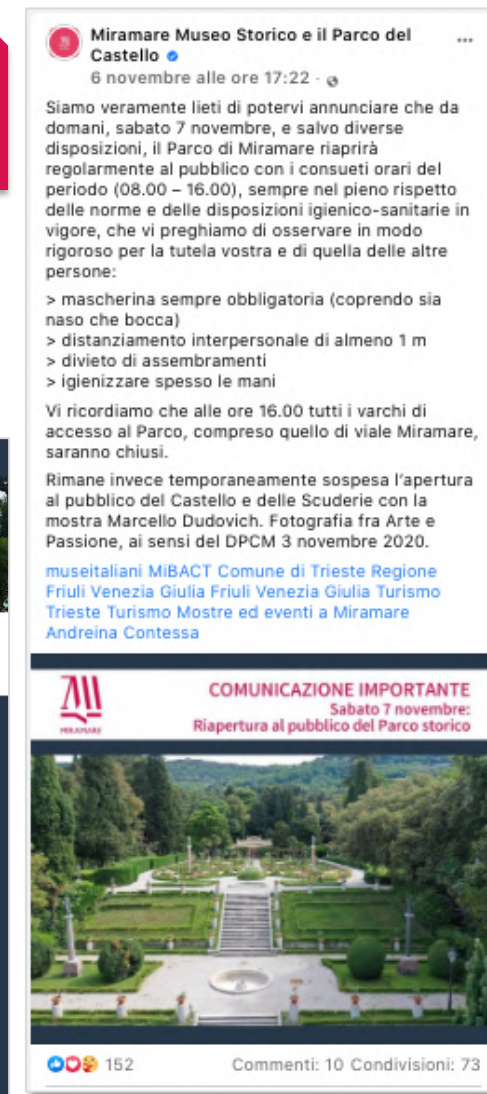 Miramare Museo Storico e il Parco del
Castello
6 novembre alle ore 17:22 ·
Siamo veramente lieti di potervi annunciare che da
domani, sabato 7 novembre, e salvo diverse
disposizioni, il Parco di Miramare riaprirà
regolarmente al pubblico con i consueti orari del
periodo (08.00 – 16.00), sempre nel pieno rispetto
delle norme e delle disposizioni igienico-sanitarie in
vigore, che vi preghiamo di osservare in modo
rigoroso per la tutela vostra e di quella delle altre
persone:
> mascherina sempre obbligatoria (coprendo sia
naso che bocca)
> distanziamento interpersonale di almeno 1 m
> divieto di assembramenti
> igienizzare spesso le mani
Vi ricordiamo che alle ore 16.00 tutti i varchi di
accesso al Parco, compreso quello di viale Miramare,
saranno chiusi.
Rimane invece temporaneamente sospesa l'apertura
al pubblico del Castello e delle Scuderie con la
mostra Marcello Dudovich. Fotografia fra Arte e
Passione, ai sensi del DPCM 3 novembre 2020.
museitaliani MiBACT Comune di Trieste Regione
Friuli Venezia Giulia Friuli Venezia Giulia Turismo
Trieste Turismo Mostre ed eventi a Miramare
Andreina Contessa
MIRAMARE
COMUNICAZIONE IMPORTANTE
Sabato 7 novembre:
Riapertura al pubblico del Parco storico
152 Commenti: 10 Condivisioni: 73